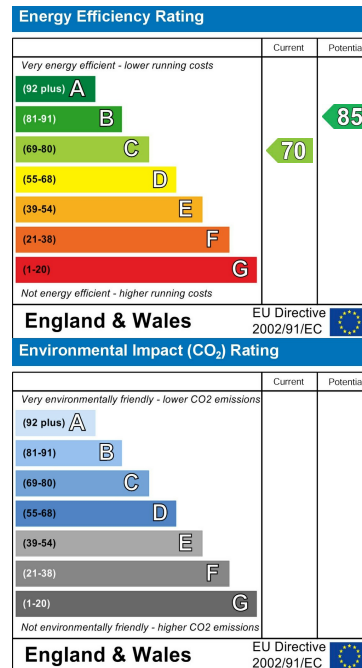 Energy Efficiency Rating
Current Potentia
Very energy efficient - lower running costs
(92 plus) A
(81-91) B
85
(69-80) C
70
(55-68) D
(39-54) E
(21-38) F
(1-20) G
Not energy efficient - higher running costs
England & Wales
EU Directive
2002/91/EC
Environmental Impact (CO₂) Rating
Current Potentia
Very environmentally friendly - lower CO2 emissions
(92 plus) A
(81-91) B
(69-80) C
(55-68) D
(39-54) E
(21-38) F
(1-20) G
Not environmentally friendly - higher CO2 emissions
England & Wales
EU Directive
2002/91/EC